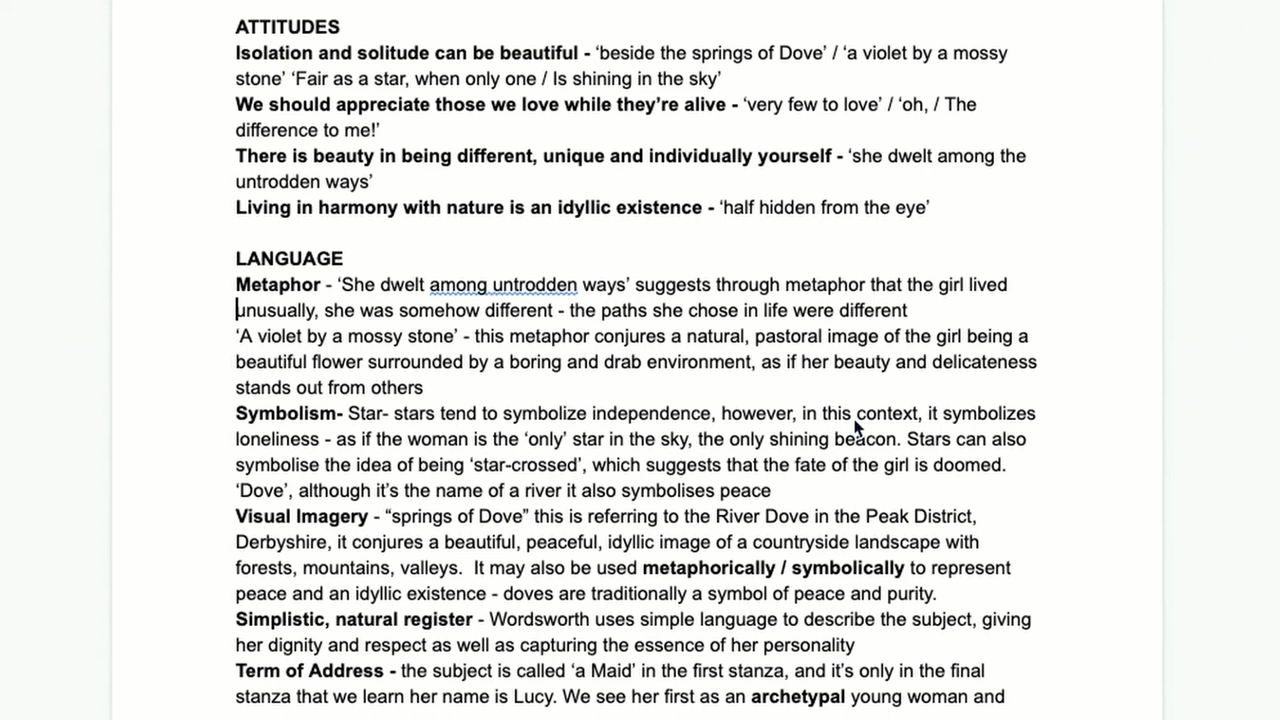 ATTITUDES
Isolation and solitude can be beautiful - ‘beside the springs of Dove’ / ‘a violet by a mossy
stone’ ‘Fair as a star, when only one / Is shining in the sky’
We should appreciate those we love while they’re alive - ‘very few to love’ / ‘oh, / The
difference to me!’
There is beauty in being different, unique and individually yourself - ‘she dwelt among the
untrodden ways’
Living in harmony with nature is an idyllic existence - ‘half hidden from the eye’
LANGUAGE
Metaphor - ‘She dwelt among untrodden ways’ suggests through metaphor that the girl lived
unusually, she was somehow different - the paths she chose in life were different
‘A violet by a mossy stone’ - this metaphor conjures a natural, pastoral image of the girl being a
beautiful flower surrounded by a boring and drab environment, as if her beauty and delicateness
stands out from others
Symbolism- Star- stars tend to symbolize independence, however, in this context, it symbolizes
loneliness - as if the woman is the ‘only’ star in the sky, the only shining beacon. Stars can also
symbolise the idea of being ‘star-crossed’, which suggests that the fate of the girl is doomed.
‘Dove’, although it’s the name of a river it also symbolises peace
Visual Imagery - “springs of Dove” this is referring to the River Dove in the Peak District,
Derbyshire, it conjures a beautiful, peaceful, idyllic image of a countryside landscape with
forests, mountains, valleys.  It may also be used metaphorically / symbolically to represent
peace and an idyllic existence - doves are traditionally a symbol of peace and purity.
Simplistic, natural register - Wordsworth uses simple language to describe the subject, giving
her dignity and respect as well as capturing the essence of her personality
Term of Address - the subject is called ‘a Maid’ in the first stanza, and it’s only in the final
stanza that we learn her name is Lucy. We see her first as an archetypal young woman and